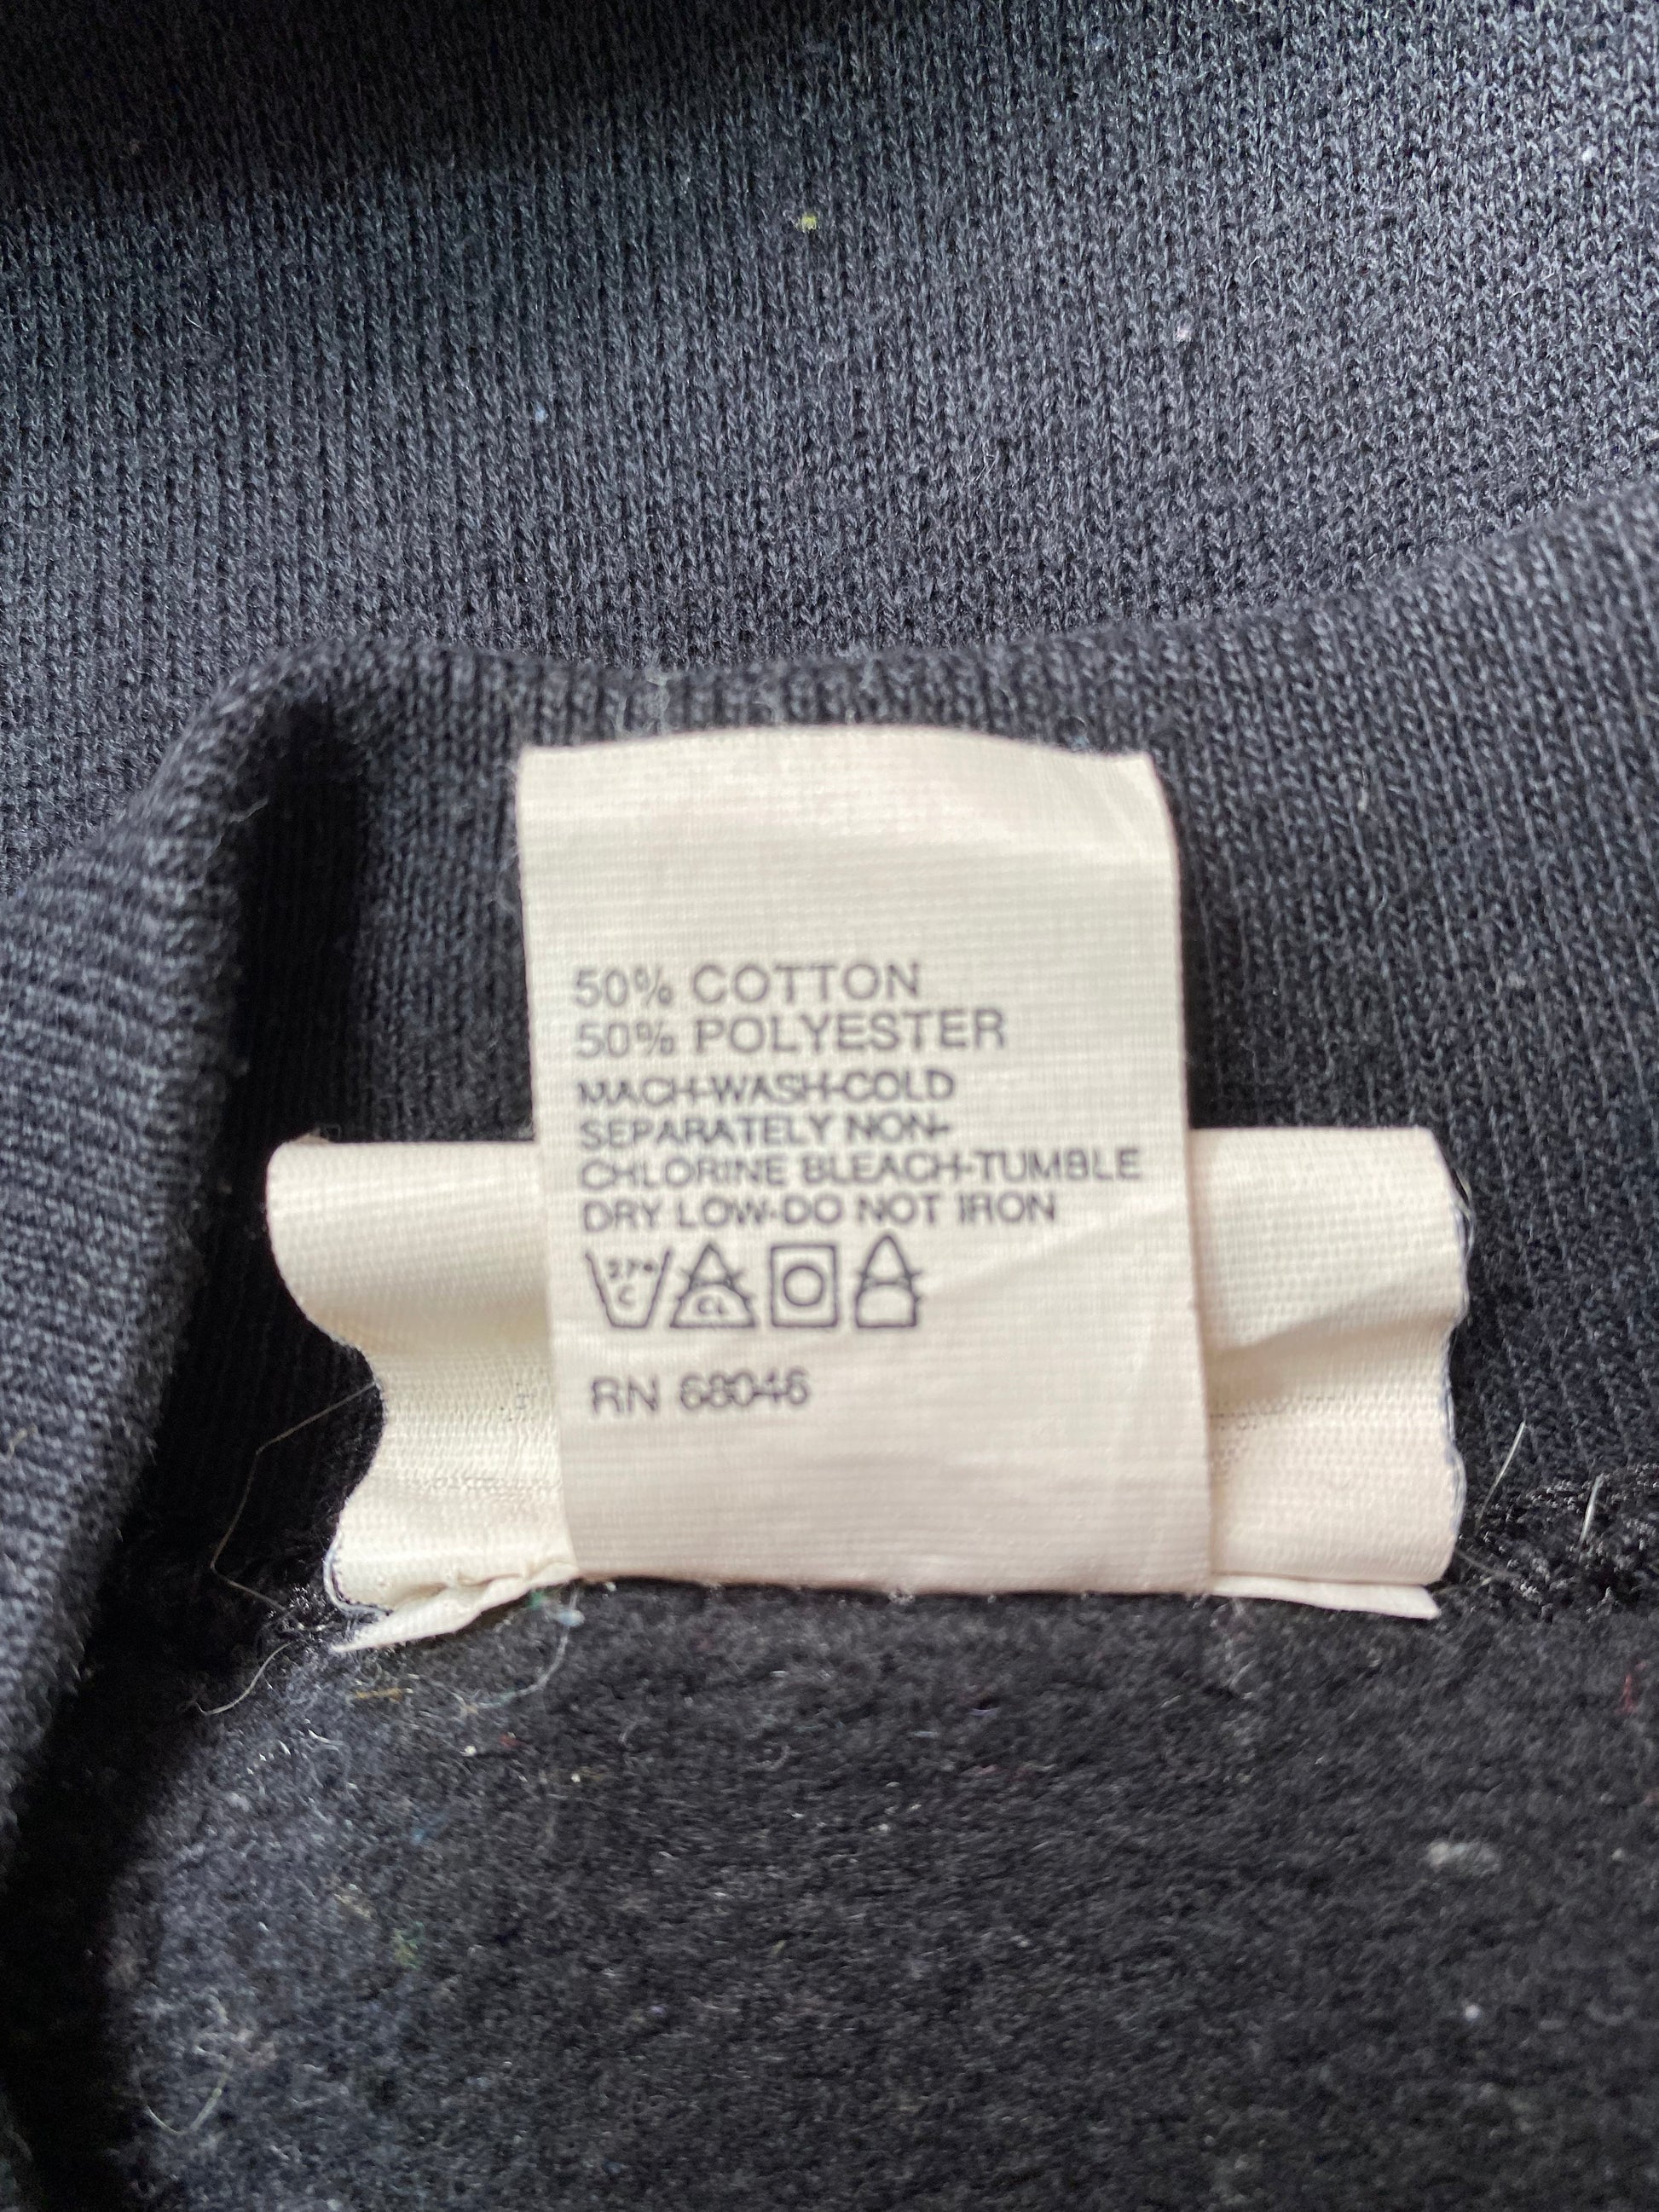 50% COTTON
50% POLYESTER
MACH-WASH-COLD
SEPARATELY NON-
CHLORINE BLEACH-TUMBLE
DRY LOW-DO NOT IRON
CL
RN 68046